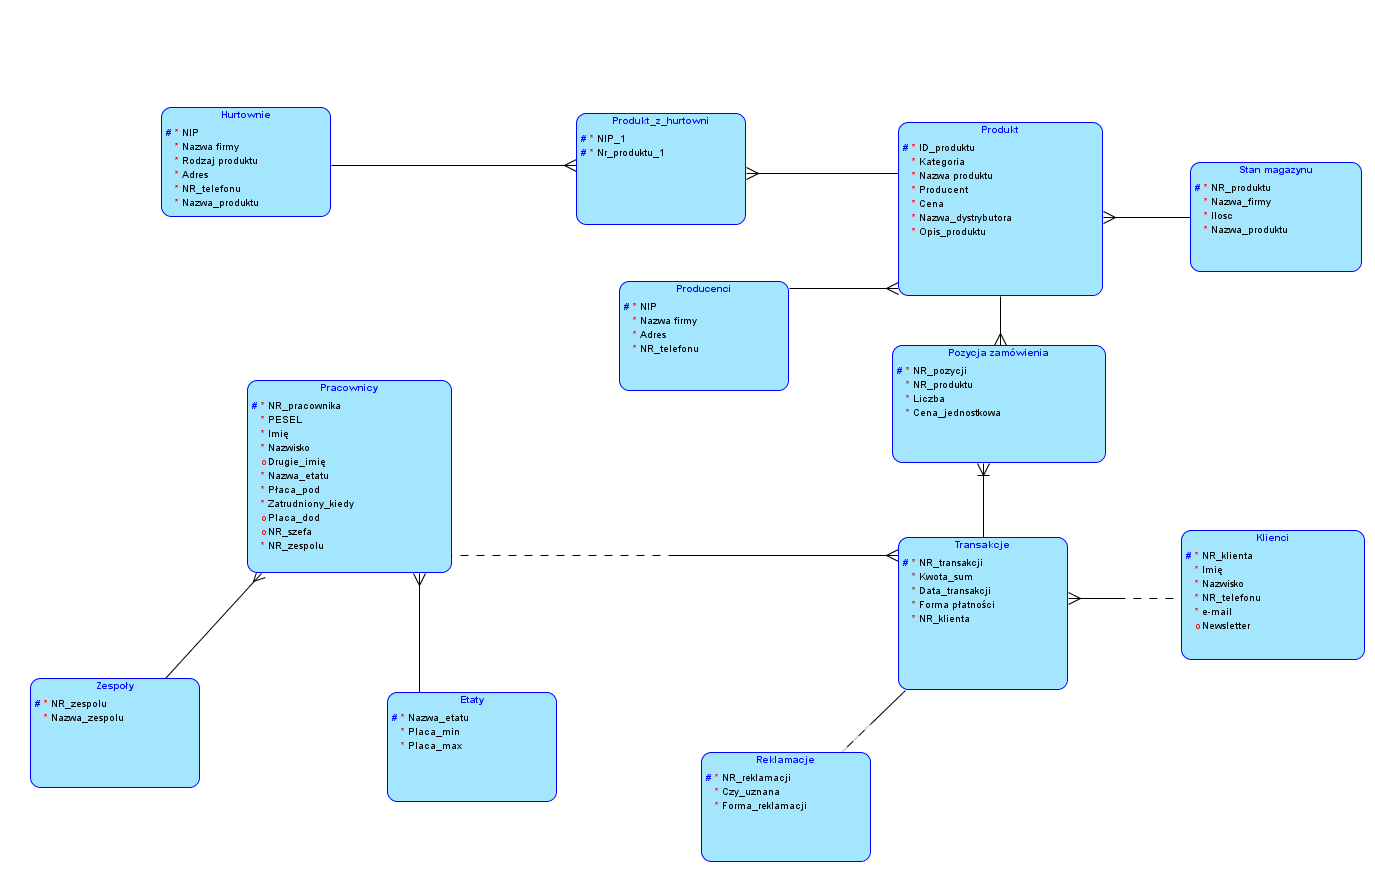 Hurtownie
# * NIP
* Nazwa firmy
* Rodzaj produktu
* Adres
* NR_telefonu
* Nazwa_produktu
Produkt_z_hurtowni
# * NIP_1
# * Nr_produktu_1
Produkt
# * ID_produktu
* Kategoria
* Nazwa produktu
* Producent
* Cena
* Nazwa_dystrybutora
* Opis_produktu
Stan magazynu
# * NR_produktu
* Nazwa_firmy
* Ilosc
* Nazwa_produktu
Producenci
# * NIP
* Nazwa firmy
* Adres
* NR_telefonu
Pozycja zamówienia
# * NR_pozycji
* NR_produktu
* Liczba
* Cena_jednostkowa
Pracownicy
# * NR_pracownika
* PESEL
* Imię
* Nazwisko
o Drugie_imię
* Nazwa_etatu
* Płaca_pod
* Zatrudniony_kiedy
o Placa_dod
o NR_szefa
* NR_zespolu
Transakcje
# * NR_transakcji
* Kwota_sum
* Data_transakcji
* Forma płatności
* NR_klienta
Klienci
# * NR_klienta
* Imię
* Nazwisko
* NR_telefonu
* e-mail
o Newsletter
Zespoły
# * NR_zespolu
* Nazwa_zespolu
Etaty
# * Nazwa_etatu
* Placa_min
* Placa_max
Reklamacje
# * NR_reklamacji
* Czy_uznana
* Forma_reklamacji